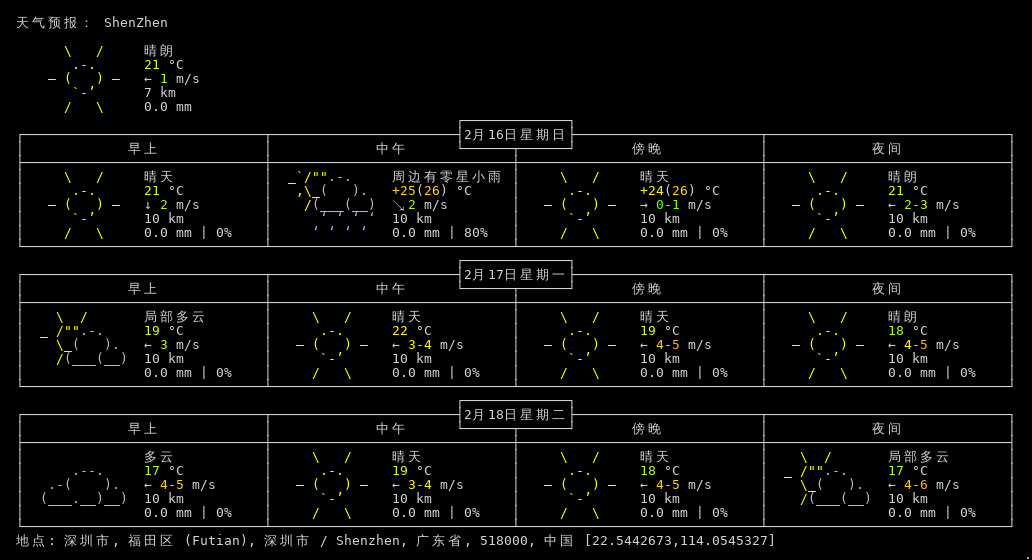 天气预报： ShenZhen
晴朗
21 °C
← 1 m/s
7 km
0.0 mm
2月16日星期日
早上 中午 傍晚 夜间
晴天 周边有零星小雨 晴天 晴朗
21 °C +25(26) °C +24(26) °C 21 °C
↓ 2 m/s ↘ 2 m/s → 0-1 m/s ← 2-3 m/s
10 km 10 km 10 km 10 km
0.0 mm | 0% 0.0 mm | 80% 0.0 mm | 0% 0.0 mm | 0%
2月17日星期一
早上 中午 傍晚 夜间
局部多云 晴天 晴天 晴朗
19 °C 22 °C 19 °C 18 °C
← 3 m/s ← 3-4 m/s ← 4-5 m/s ← 4-5 m/s
10 km 10 km 10 km 10 km
0.0 mm | 0% 0.0 mm | 0% 0.0 mm | 0% 0.0 mm | 0%
2月18日星期二
早上 中午 傍晚 夜间
多云 晴天 晴天 局部多云
17 °C 19 °C 18 °C 17 °C
← 4-5 m/s ← 3-4 m/s ← 4-5 m/s ← 4-6 m/s
10 km 10 km 10 km 10 km
0.0 mm | 0% 0.0 mm | 0% 0.0 mm | 0% 0.0 mm | 0%
地点: 深圳市, 福田区 (Futian), 深圳市 / Shenzhen, 广东省, 518000, 中国 [22.5442673,114.0545327]